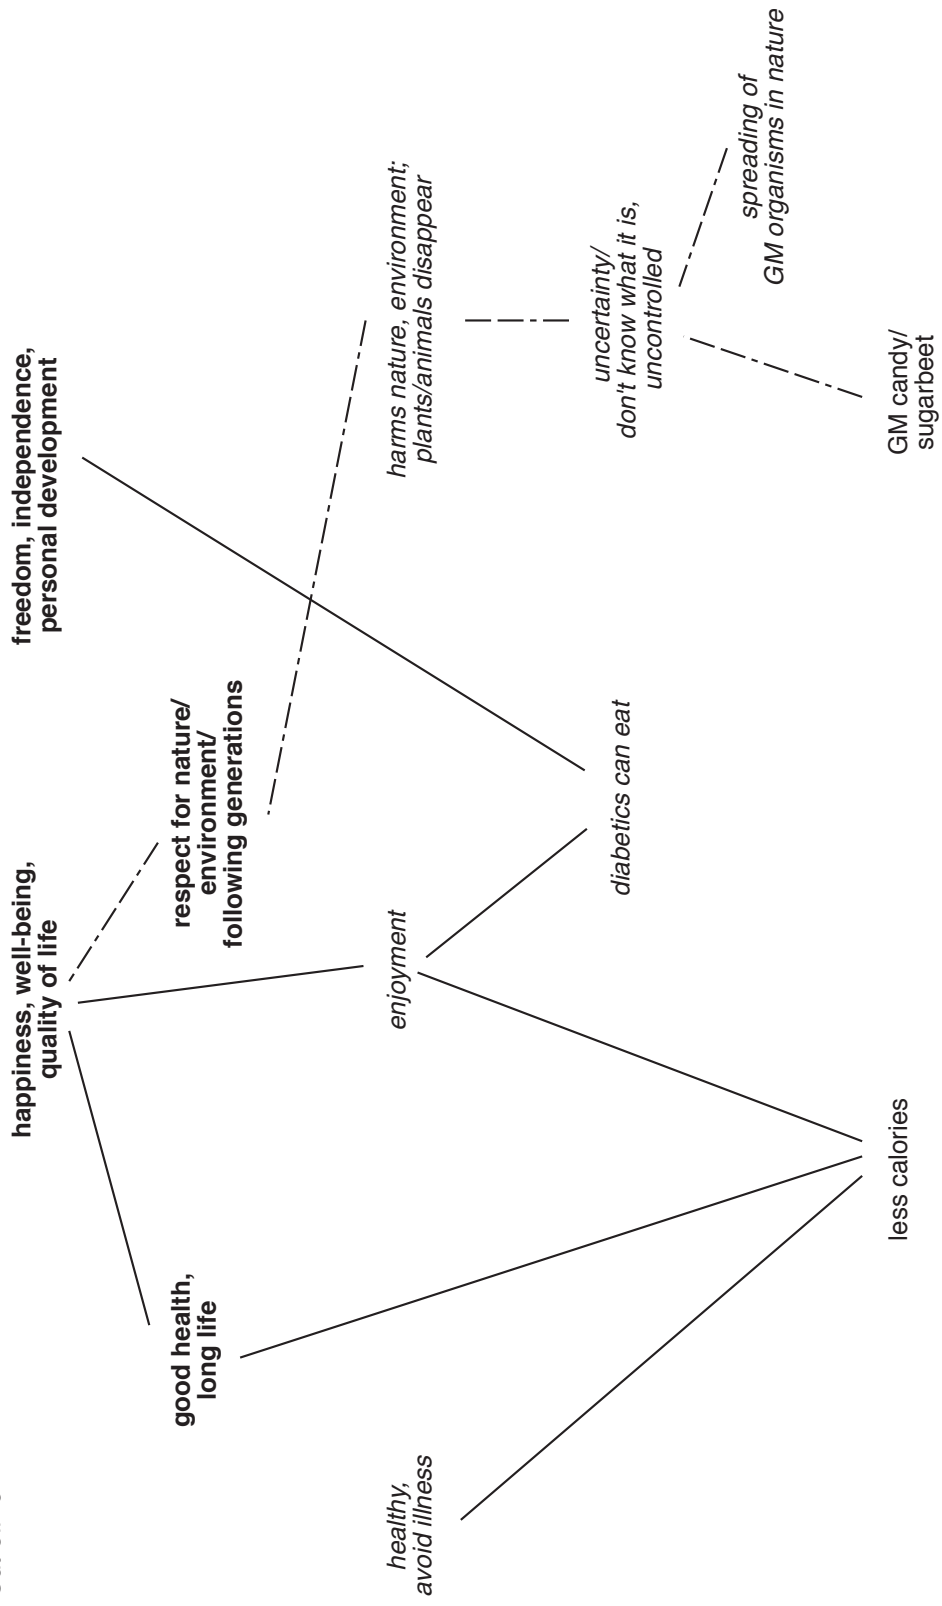 happiness, well-being,
quality of life
freedom, independence,
personal development
good health,
long life
respect for nature/
environment/
following generations
healthy,
avoid illness
enjoyment
harms nature, environment;
plants/animals disappear
diabetics can eat
uncertainty/
don't know what it is,
uncontrolled
spreading of
GM organisms in nature
less calories
GM candy/
sugarbeet